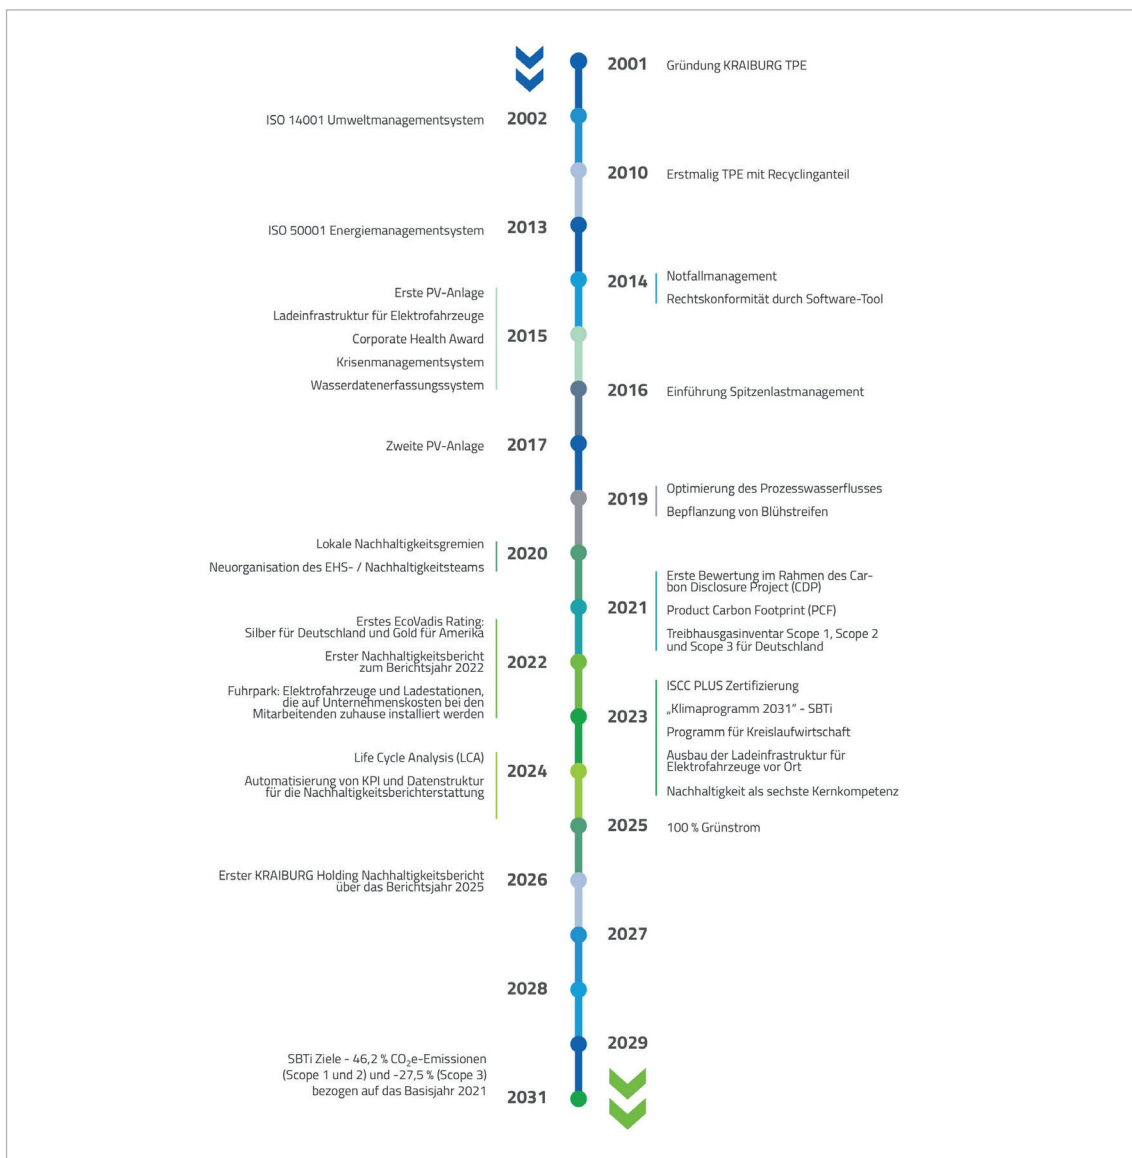 2001
Gründung KRAIBURG TPE
ISO 14001 Umweltmanagementsystem
2002
2010
Erstmalig TPE mit Recyclinganteil
ISO 50001 Energiemanagementsystem
2013
2014
Notfallmanagement
Rechtskonformität durch Software-Tool
Erste PV-Anlage
Ladeinfrastruktur für Elektrofahrzeuge
Corporate Health Award
Krisenmanagementsystem
Wasserdatenerfassungssystem
2015
2016
Einführung Spitzenlastmanagement
Zweite PV-Anlage
2017
2019
Optimierung des Prozesswasserflusses
Bepflanzung von Blühstreifen
Lokale Nachhaltigkeitsgremien
Neuorganisation des EHS- / Nachhaltigkeitsteams
2020
2021
Erste Bewertung im Rahmen des Car-
bon Disclosure Project (CDP)
Product Carbon Footprint (PCF)
Treibhausgasinventar Scope 1, Scope 2
und Scope 3 für Deutschland
Erstes EcoVadis Rating:
Silber für Deutschland und Gold für Amerika
Erster Nachhaltigkeitsbericht
zum Berichtsjahr 2022
Fuhrpark: Elektrofahrzeuge und Ladestationen,
die auf Unternehmenskosten bei den
Mitarbeitenden zuhause installiert werden
2022
2023
ISCC PLUS Zertifizierung
„Klimaprogramm 2031“ - SBTi
Programm für Kreislaufwirtschaft
Ausbau der Ladeinfrastruktur für
Elektrofahrzeuge vor Ort
Nachhaltigkeit als sechste Kernkompetenz
Life Cycle Analysis (LCA)
Automatisierung von KPI und Datenstruktur
für die Nachhaltigkeitsberichterstattung
2024
2025
100 % Grünstrom
Erster KRAIBURG Holding Nachhaltigkeitsbericht
über das Berichtsjahr 2025
2026
2027
2028
2029
SBTi Ziele - 46,2 % CO₂e-Emissionen
(Scope 1 und 2) und -27,5 % (Scope 3)
bezogen auf das Basisjahr 2021
2031